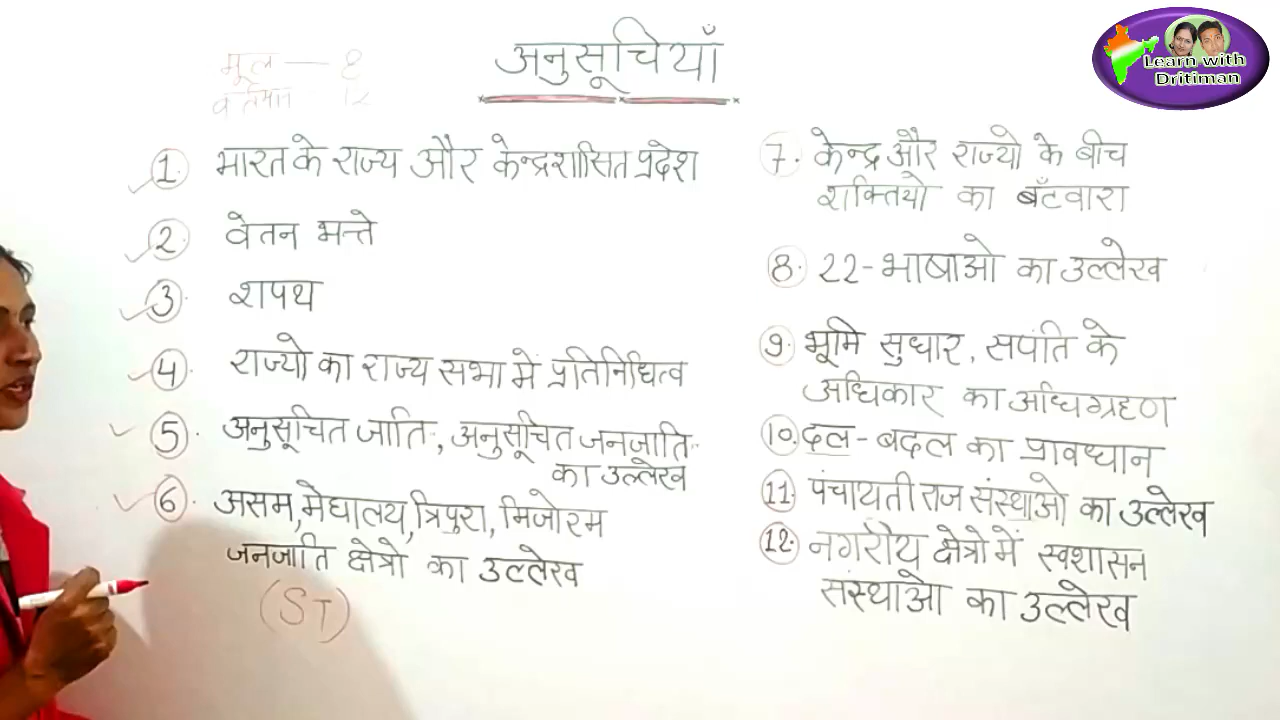 अनुसूचियाँ
मूल — 8
वर्तमान 12
1. भारत के राज्य और केन्द्रशासित प्रदेश
2. वेतन भत्ते
3. शपथ
4. राज्यो का राज्य सभा में प्रतिनिधित्व
5. अनुसूचित जाति, अनुसूचित जनजाति
का उल्लेख
6. असम, मेघालय, त्रिपुरा, मिजोरम
जनजाति क्षेत्रो का उल्लेख
(ST)
7. केन्द्र और राज्यो के बीच
शक्तियो का बँटवारा
8. 22-भाषाओ का उल्लेख
9. भूमि सुधार, सपंति के
अधिकार का अधिग्रहण
10. दल-बदल का प्रावधान
11. पंचायती राज संस्थाओ का उल्लेख
12. नगरीय क्षेत्रो में स्वशासन
संस्थाओ का उल्लेख
Learn with
Dritiman